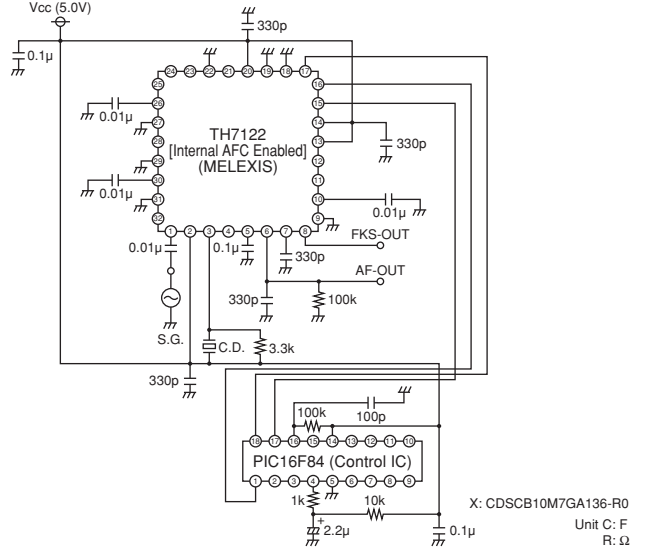 Vcc (5.0V)
330p
0.1µ
24 23 22 21 20 19 18 17
25 16
26 15
0.01µ
27 14
TH7122
[Internal AFC Enabled]
(MELEXIS)
28 13
330p
29 12
30 11
0.01µ
31 10
0.01µ
32 9
1 2 3 4 5 6 7 8
FKS-OUT
0.01µ
0.1µ
330p
AF-OUT
330p
100k
S.G.
C.D.
3.3k
330p
100k
100p
18 17 16 15 14 13 12 11 10
PIC16F84 (Control IC)
1 2 3 4 5 6 7 8 9
1k
10k
+
2.2µ
0.1µ
X: CDSCB10M7GA136-R0
Unit C: F
R: Ω